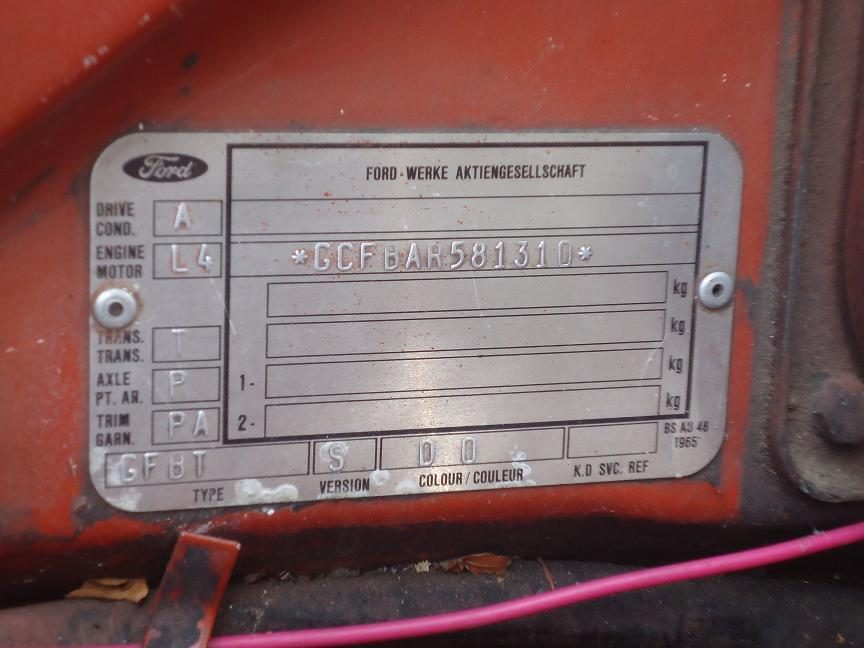 Ford
FORD-WERKE AKTIENGESELLSCHAFT
DRIVE
COND. A
ENGINE
MOTOR L4
*GCFBAR581310*
kg
kg
TRANS.
TRANS. T
kg
AXLE
PT. AR. P
1-
kg
TRIM
GARN. PA
2-
BS AU 48
1965
GFBT S D0
TYPE VERSION COLOUR/COULEUR K.D SVC. REF